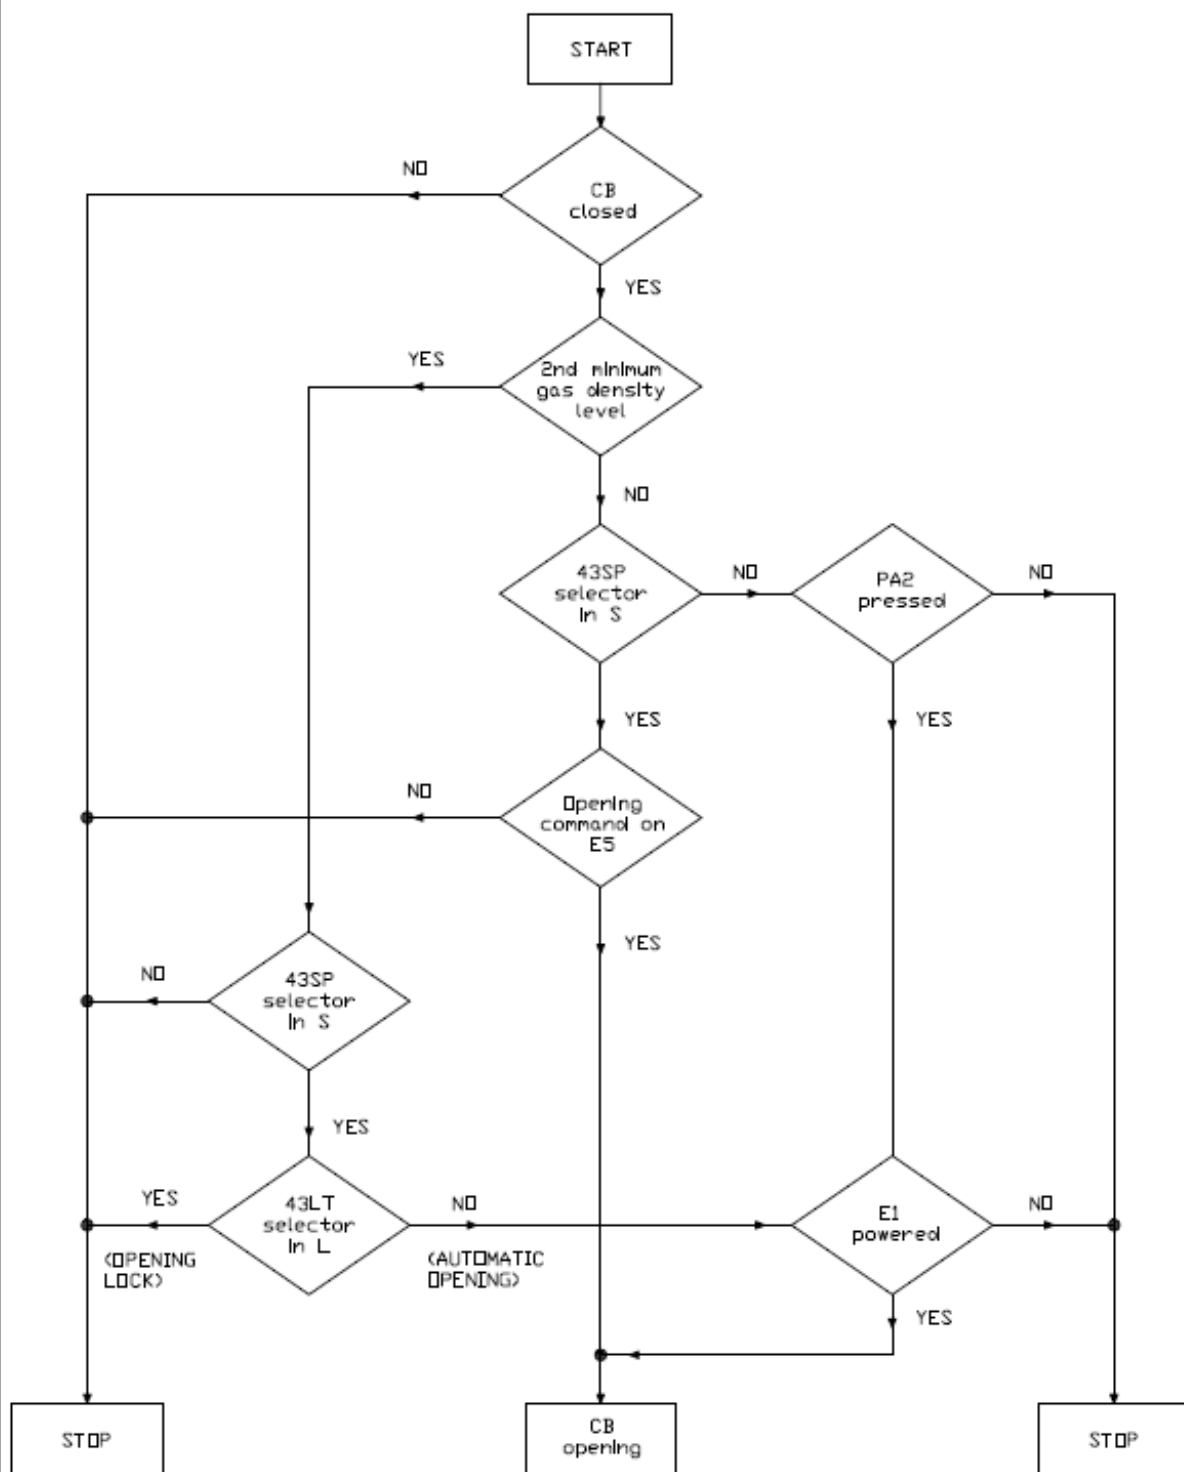 START
NO
CB
closed
YES
YES
2nd minimum
gas density
level
NO
43SP
selector
in S
NO
PA2
pressed
NO
YES
YES
NO
Opening
command on
E5
YES
NO
43SP
selector
in S
YES
YES
43LT
selector
in L
NO
E1
powered
NO
(OPENING
LOCK)
(AUTOMATIC
OPENING)
YES
STOP
CB
opening
STOP